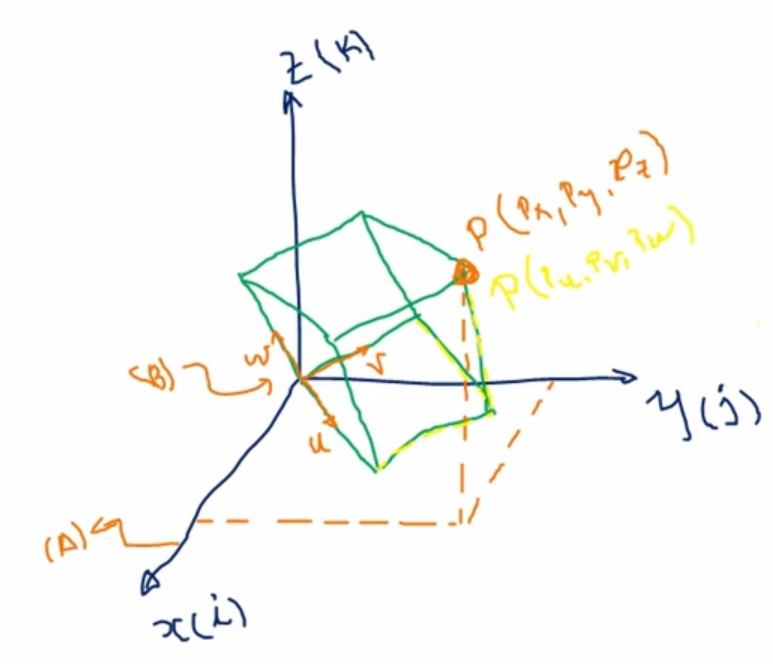 z(k)
P(Px, Py, Pz)
P(Pu, Pv, Pw)
w
v
(B)
u
y(j)
(A)
x(i)